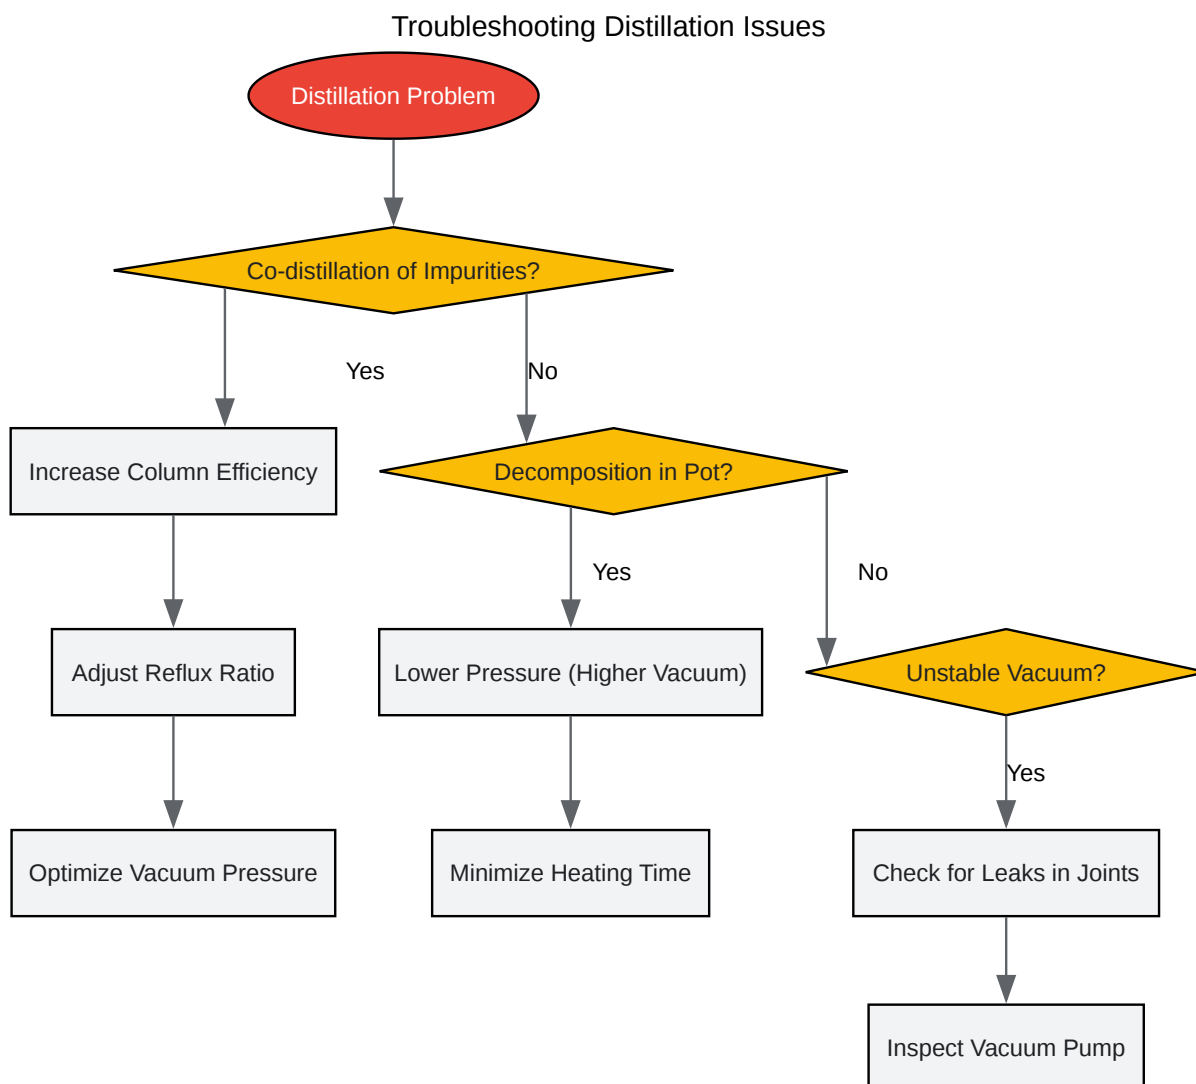 Troubleshooting Distillation Issues
Distillation Problem
Co-distillation of Impurities?
Yes
No
Increase Column Efficiency
Decomposition in Pot?
Yes
No
Adjust Reflux Ratio
Lower Pressure (Higher Vacuum)
Unstable Vacuum?
Yes
Optimize Vacuum Pressure
Minimize Heating Time
Check for Leaks in Joints
Inspect Vacuum Pump